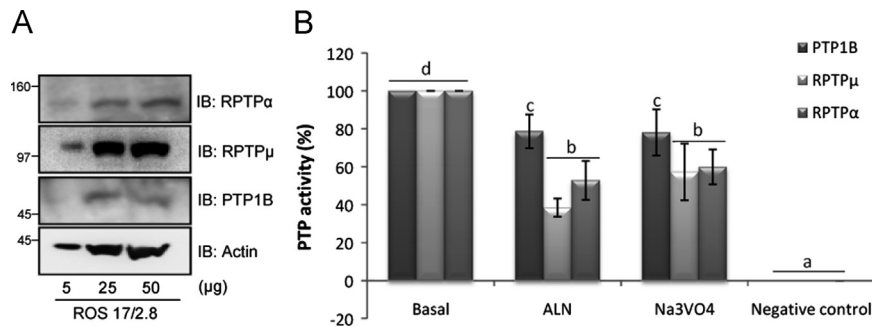 A
160
IB: RPTPα
97
IB: RPTPµ
IB: PTP1B
45
45
IB: Actin
5 25 50 (µg)
ROS 17/2.8
B
PTP activity (%)
140
120
100
80
60
40
20
0
-20
d
c
b
c
b
a
PTP1B
RPTPµ
RPTPα
Basal ALN Na3VO4 Negative control